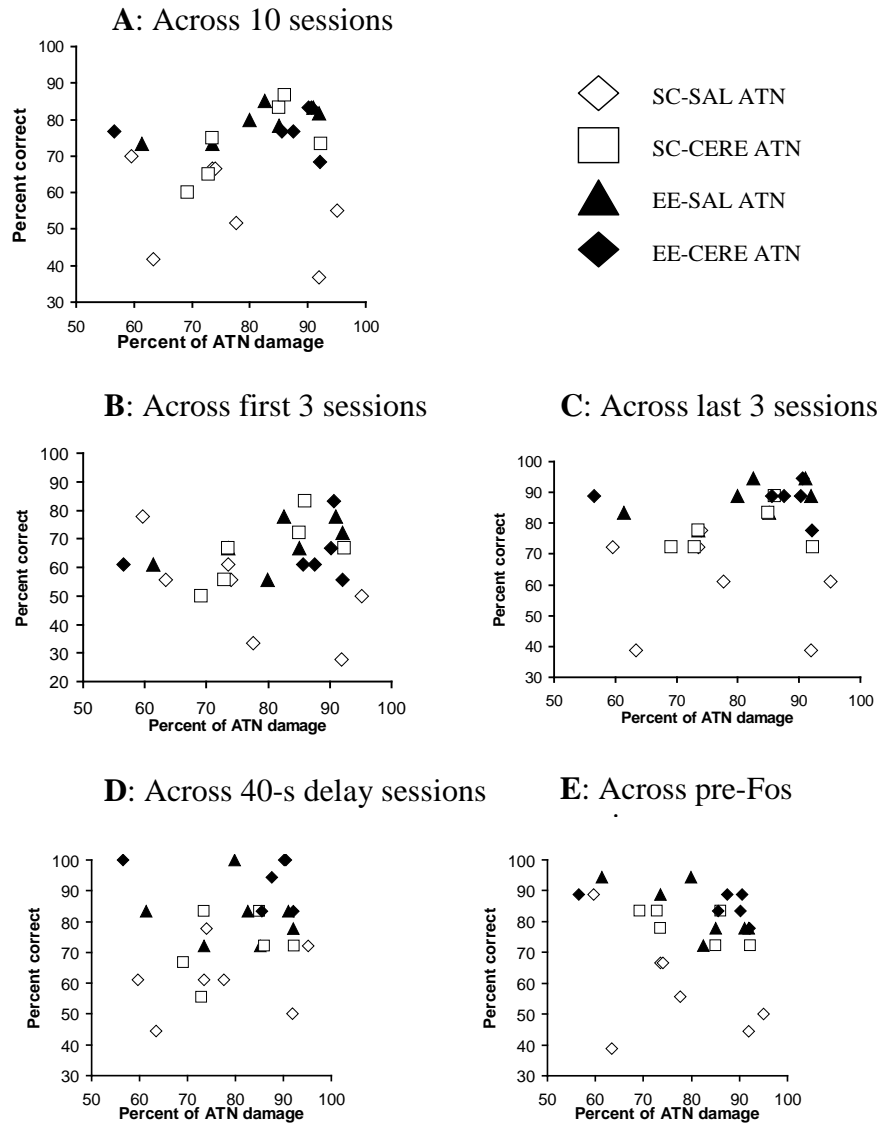 A: Across 10 sessions
100
90
80
70
60
50
40
30
Percent correct
50 60 70 80 90 100
Percent of ATN damage
SC-SAL ATN
SC-CERE ATN
EE-SAL ATN
EE-CERE ATN
B: Across first 3 sessions
100
90
80
70
60
50
40
30
20
Percent correct
50 60 70 80 90 100
Percent of ATN damage
C: Across last 3 sessions
100
90
80
70
60
50
40
30
Percent correct
50 60 70 80 90 100
Percent of ATN damage
D: Across 40-s delay sessions
100
90
80
70
60
50
40
30
Percent correct
50 60 70 80 90 100
Percent of ATN damage
E: Across pre-Fos
100
90
80
70
60
50
40
30
Percent correct
50 60 70 80 90 100
Percent of ATN damage